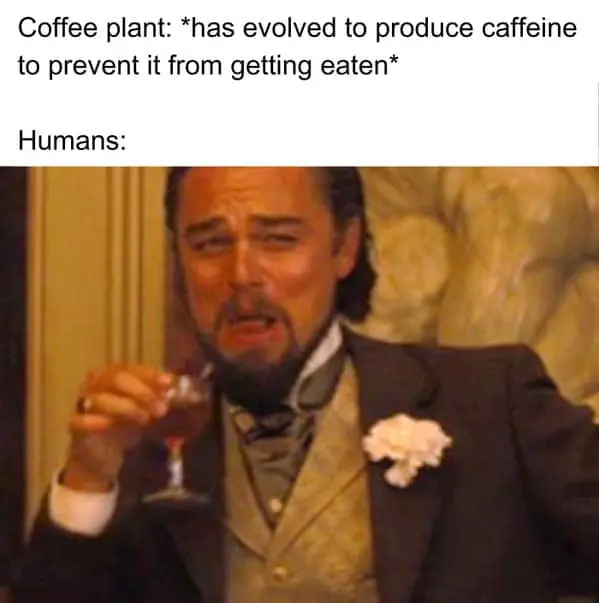 Coffee plant: *has evolved to produce caffeine
to prevent it from getting eaten*
Humans: